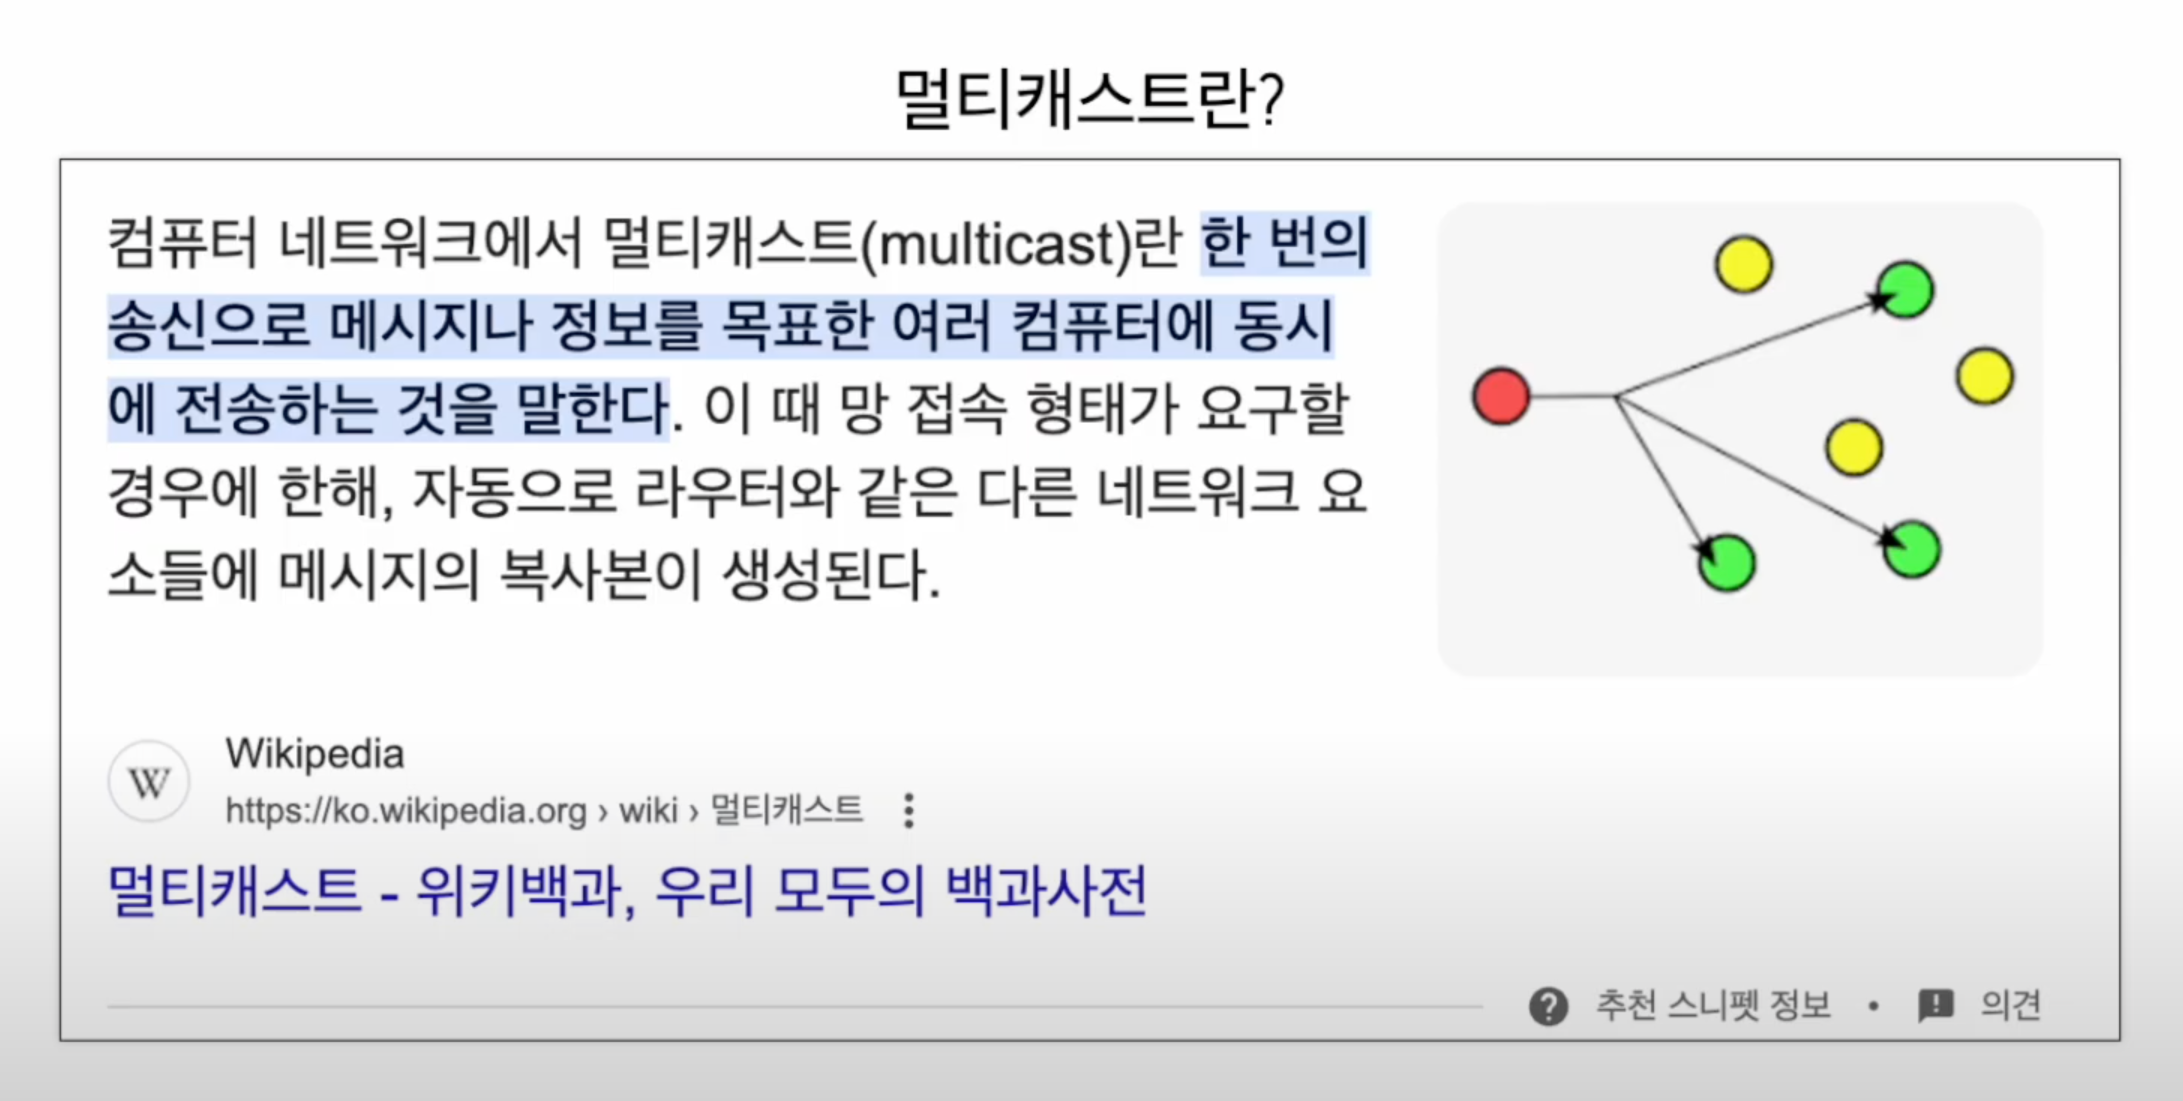 멀티캐스트란?
컴퓨터 네트워크에서 멀티캐스트(multicast)란 한 번의
송신으로 메시지나 정보를 목표한 여러 컴퓨터에 동시
에 전송하는 것을 말한다. 이 때 망 접속 형태가 요구할
경우에 한해, 자동으로 라우터와 같은 다른 네트워크 요
소들에 메시지의 복사본이 생성된다.
W
Wikipedia
https://ko.wikipedia.org › wiki › 멀티캐스트
멀티캐스트 - 위키백과, 우리 모두의 백과사전
추천 스니펫 정보 • 의견